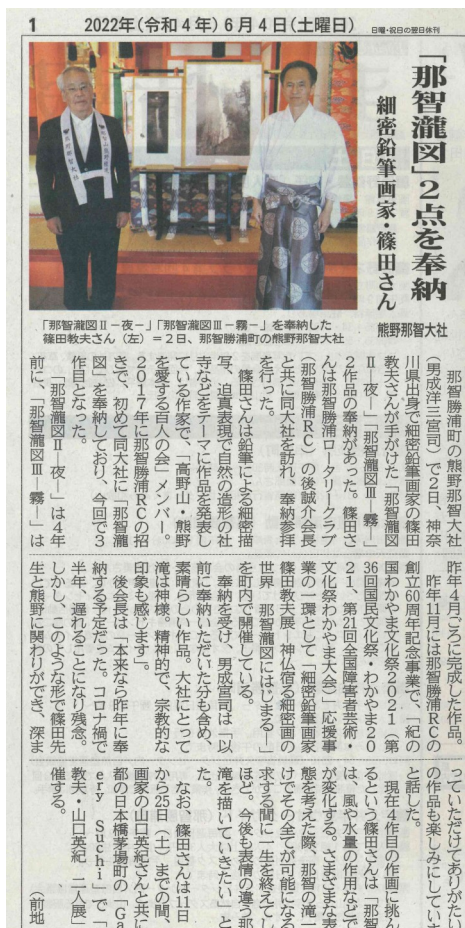 1 2022年(令和4年)6月4日(土曜日) 日曜・祝日の翌日休刊
「那智瀧図」2点を奉納
細密鉛筆画家・篠田さん
熊野那智大社
「那智瀧図Ⅱ－夜－」「那智瀧図Ⅲ－霧－」を奉納した
篠田教夫さん(左)＝2日、那智勝浦町の熊野那智大社
那智勝浦町の熊野那智大社
(男成洋三宮司)で2日、神奈
川県出身で細密鉛筆画家の篠田
教夫さんが手がけた「那智瀧図
Ⅱ－夜－」「那智瀧図Ⅲ－霧－」
2作品の奉納があった。篠田さ
んは那智勝浦ロータリークラブ
(那智勝浦RC)の後誠介会長
と共に同大社を訪れ、奉納参拝
を行った。
篠田さんは鉛筆による細密描
写、迫真表現で自然の造形の社
寺などをテーマに作品を発表し
ている作家で、「高野山・熊野
を愛する百人の会」メンバー。
2017年に那智勝浦RCの招
きで、初めて同大社に「那智瀧
図」を奉納しており、今回で3
作目となった。
「那智瀧図Ⅱ－夜－」は4年
前に、「那智瀧図Ⅲ－霧－」は
昨年4月ごろに完成した作品。
昨年11月には那智勝浦RCの
創立60周年記念事業で、「紀の
国わかやま文化祭2021(第
36回国民文化祭・わかやま20
21、第21回全国障害者芸術・
文化祭わかやま大会)」応援事
業の一環として「細密鉛筆画家
篠田教夫展－神仏宿る細密画の
世界 那智瀧図にはじまる－」
を町内で開催している。
奉納を受け、男成宮司は「以
前に奉納いただいた分も含め、
素晴らしい作品。大社にとって
滝は神様。精神的で、宗教的な
印象も感じます」。
後会長は「本来なら昨年に奉
納する予定だった。コロナ禍で
半年、遅れることになり残念。
しかし、このような形で篠田先
生と熊野に関わりができ、深ま
っていただけてありがたい
の作品も楽しみにしていま
と話した。
現在4作目の作画に挑ん
るという篠田さんは「那智
は、風や水量の作用などで
が変化する。さまざまな表
態を考えた際、那智の滝一
けでその全てが可能になる
求する間に一生を終えてし
ほど。今後も表情の違う那
滝を描いていきたい」と
た。
なお、篠田さんは11日
から25日(土)までの間、
画家の山口英紀さんと共に
都の日本橋茅場町の「Ga
ery Suchi」で「
教夫・山口英紀 二人展」
催する。
(前地